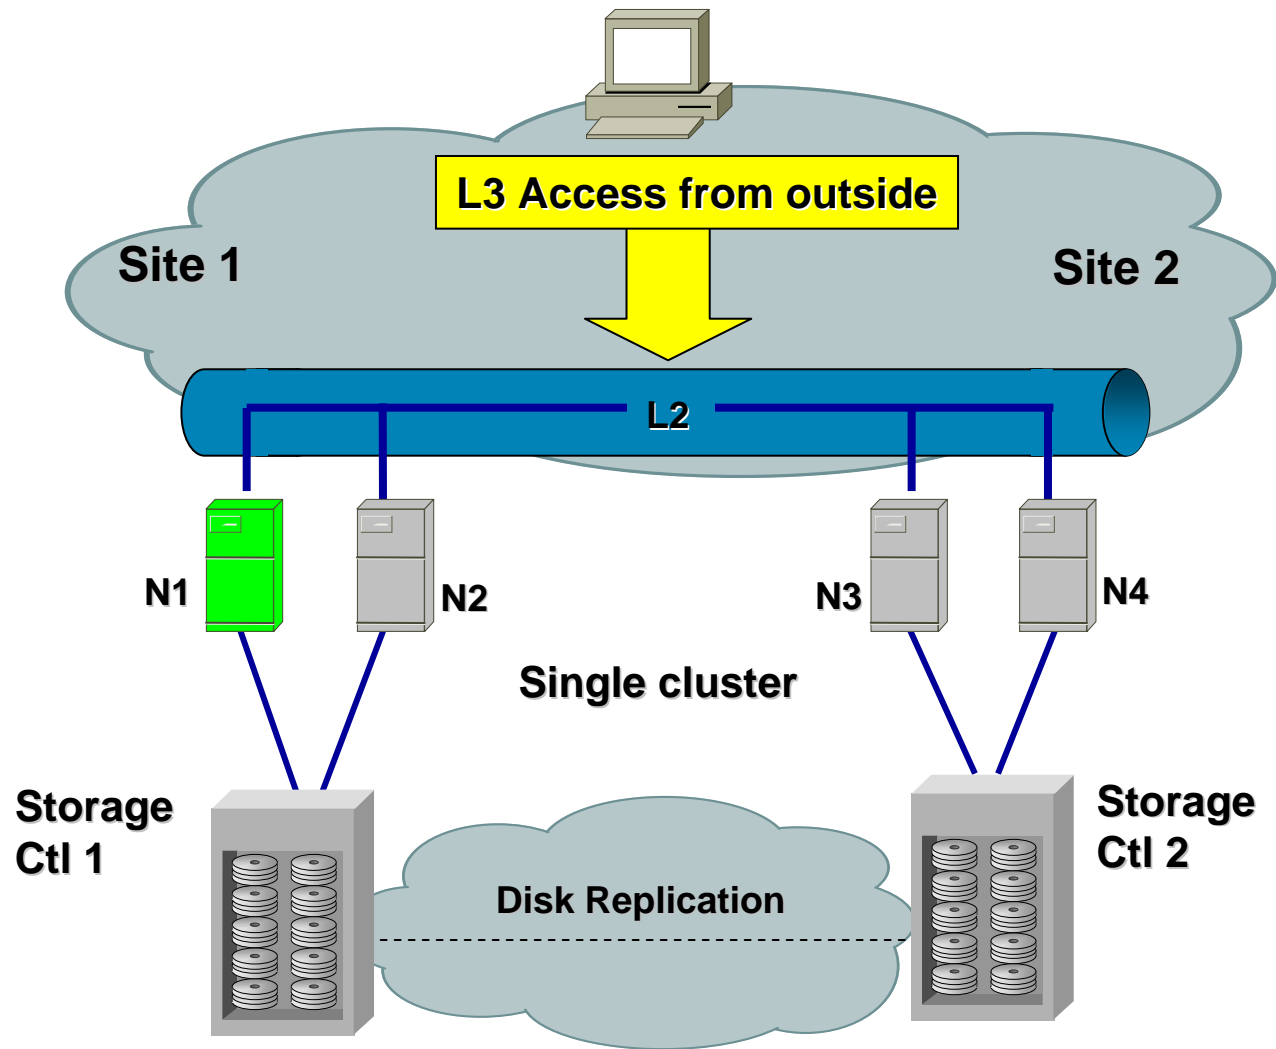 L3 Access from outside
Site 1
Site 2
L2
N1
N2
N3
N4
Single cluster
Storage
Ctl 1
Storage
Ctl 2
Disk Replication